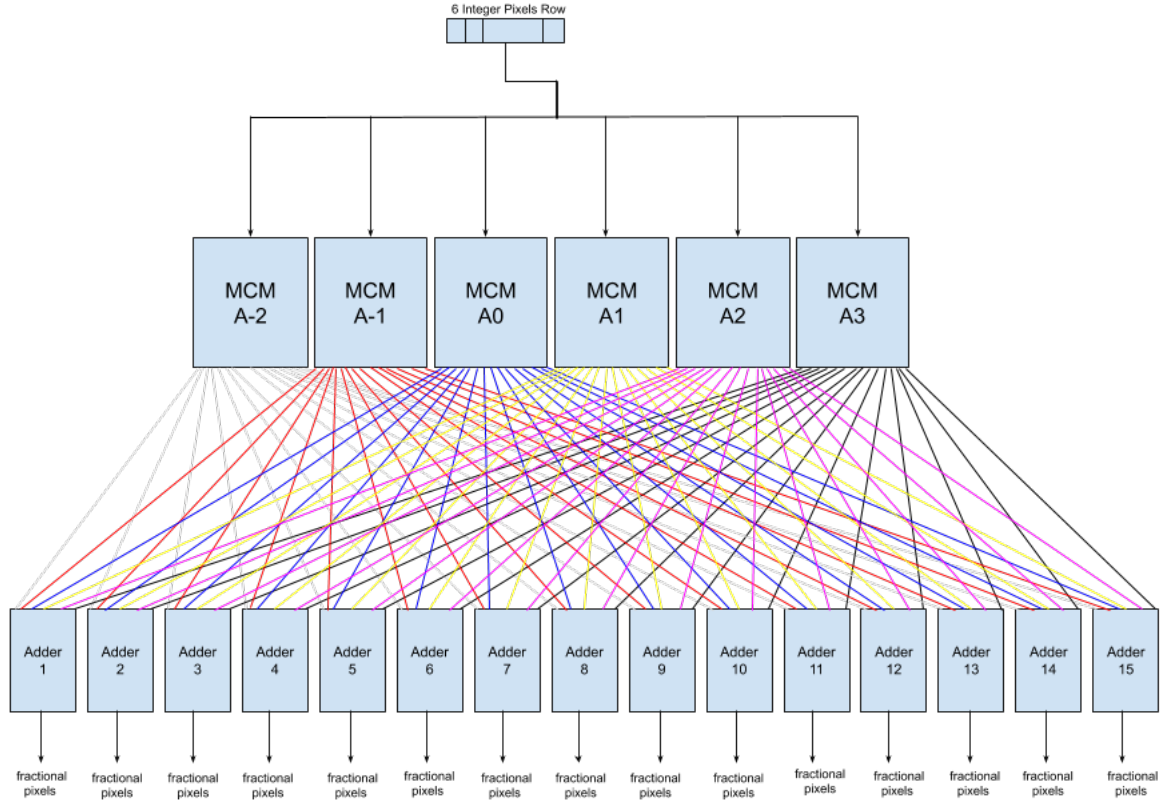 6 Integer Pixels Row
MCM
A-2
MCM
A-1
MCM
A0
MCM
A1
MCM
A2
MCM
A3
Adder
1
Adder
2
Adder
3
Adder
4
Adder
5
Adder
6
Adder
7
Adder
8
Adder
9
Adder
10
Adder
11
Adder
12
Adder
13
Adder
14
Adder
15
fractional
pixels
fractional
pixels
fractional
pixels
fractional
pixels
fractional
pixels
fractional
pixels
fractional
pixels
fractional
pixels
fractional
pixels
fractional
pixels
fractional
pixels
fractional
pixels
fractional
pixels
fractional
pixels
fractional
pixels